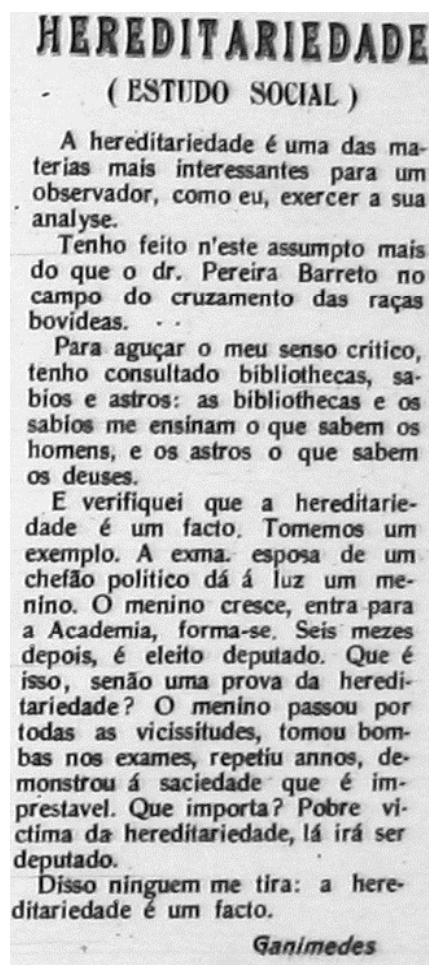 HEREDITARIEDADE
( ESTUDO SOCIAL )
A hereditariedade é uma das ma-
terias mais interessantes para um
observador, como eu, exercer a sua
analyse.
Tenho feito n'este assumpto mais
do que o dr. Pereira Barreto no
campo do cruzamento das raças
bovideas.
Para aguçar o meu senso critico,
tenho consultado bibliothecas, sa-
bios e astros: as bibliothecas e os
sabios me ensinam o que sabem os
homens, e os astros o que sabem
os deuses.
E verifiquei que a hereditarie-
dade é um facto. Tomemos um
exemplo. A exma. esposa de um
chefão politico dá á luz um me-
nino. O menino cresce, entra para
a Academia, forma-se. Seis mezes
depois, é eleito deputado. Que é
isso, senão uma prova da heredi-
tariedade? O menino passou por
todas as vicissitudes, tomou bom-
bas nos exames, repetiu annos, de-
monstrou á saciedade que é im-
prestavel. Que importa? Pobre vi-
ctima da hereditariedade, lá irá ser
deputado.
Disso ninguem me tira: a here-
ditariedade é um facto.
Ganimedes